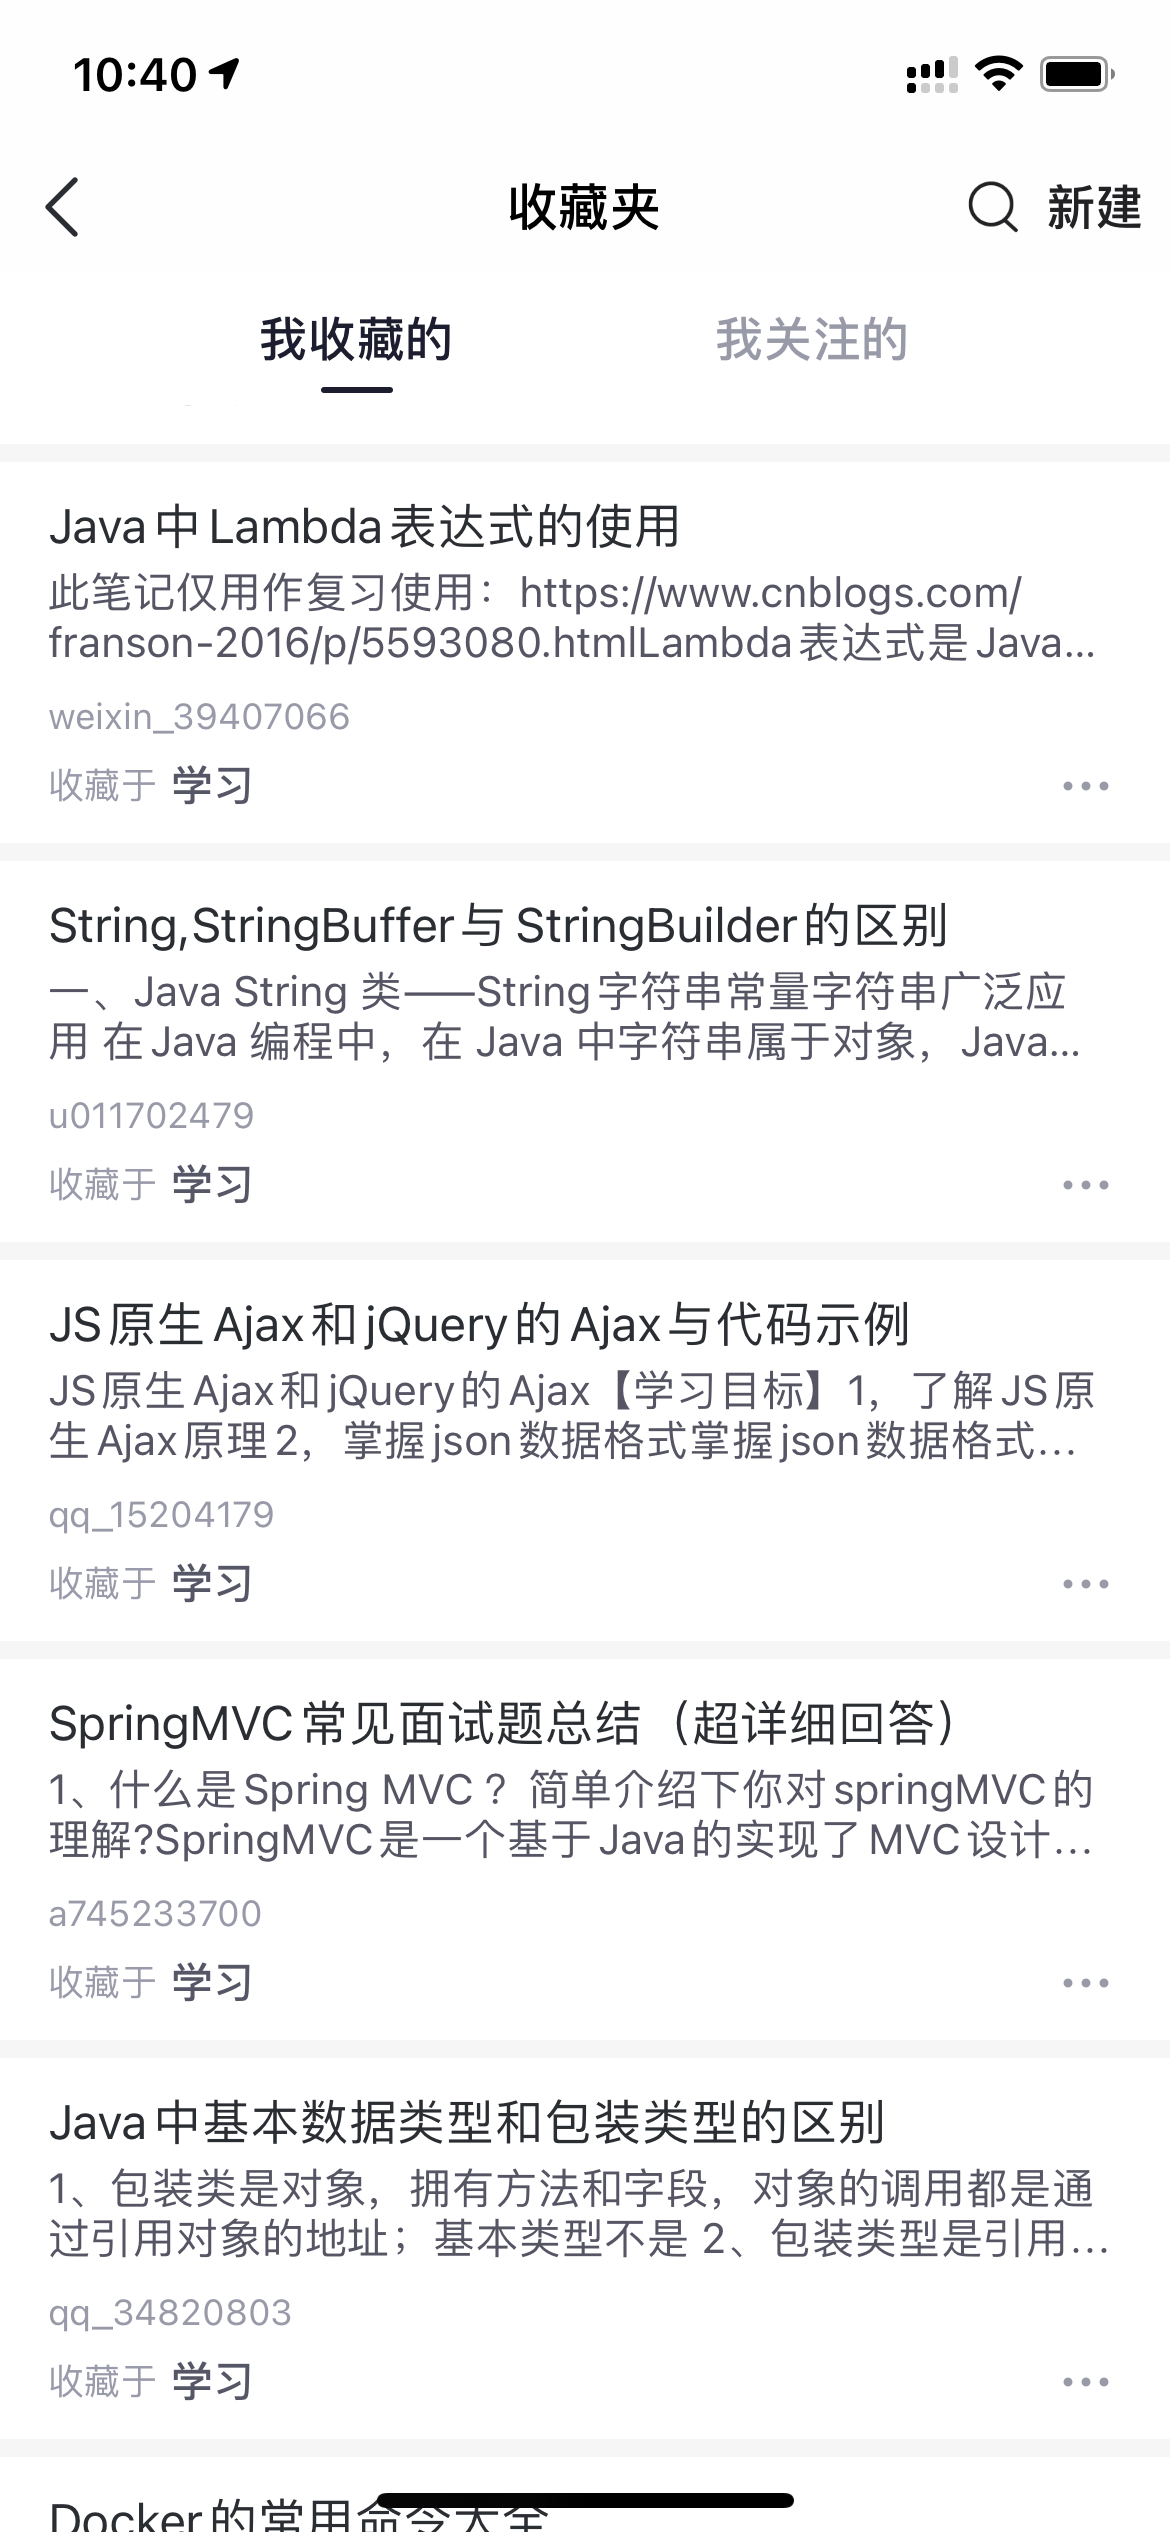 10:40
收藏夹
新建
我收藏的
我关注的
Java中Lambda表达式的使用
此笔记仅用作复习使用：https://www.cnblogs.com/
franson-2016/p/5593080.htmlLambda表达式是Java...
weixin_39407066
收藏于 学习
String,StringBuffer与StringBuilder的区别
一、Java String 类——String字符串常量字符串广泛应
用 在Java 编程中，在 Java 中字符串属于对象，Java...
u011702479
收藏于 学习
JS原生Ajax和jQuery的Ajax与代码示例
JS原生Ajax和jQuery的Ajax【学习目标】1，了解JS原
生Ajax原理2，掌握json数据格式掌握json数据格式...
qq_15204179
收藏于 学习
SpringMVC常见面试题总结（超详细回答）
1、什么是Spring MVC ？简单介绍下你对springMVC的
理解?SpringMVC是一个基于Java的实现了MVC设计...
a745233700
收藏于 学习
Java中基本数据类型和包装类型的区别
1、包装类是对象，拥有方法和字段，对象的调用都是通
过引用对象的地址；基本类型不是 2、包装类型是引用...
qq_34820803
收藏于 学习
Docker的常用命令大全